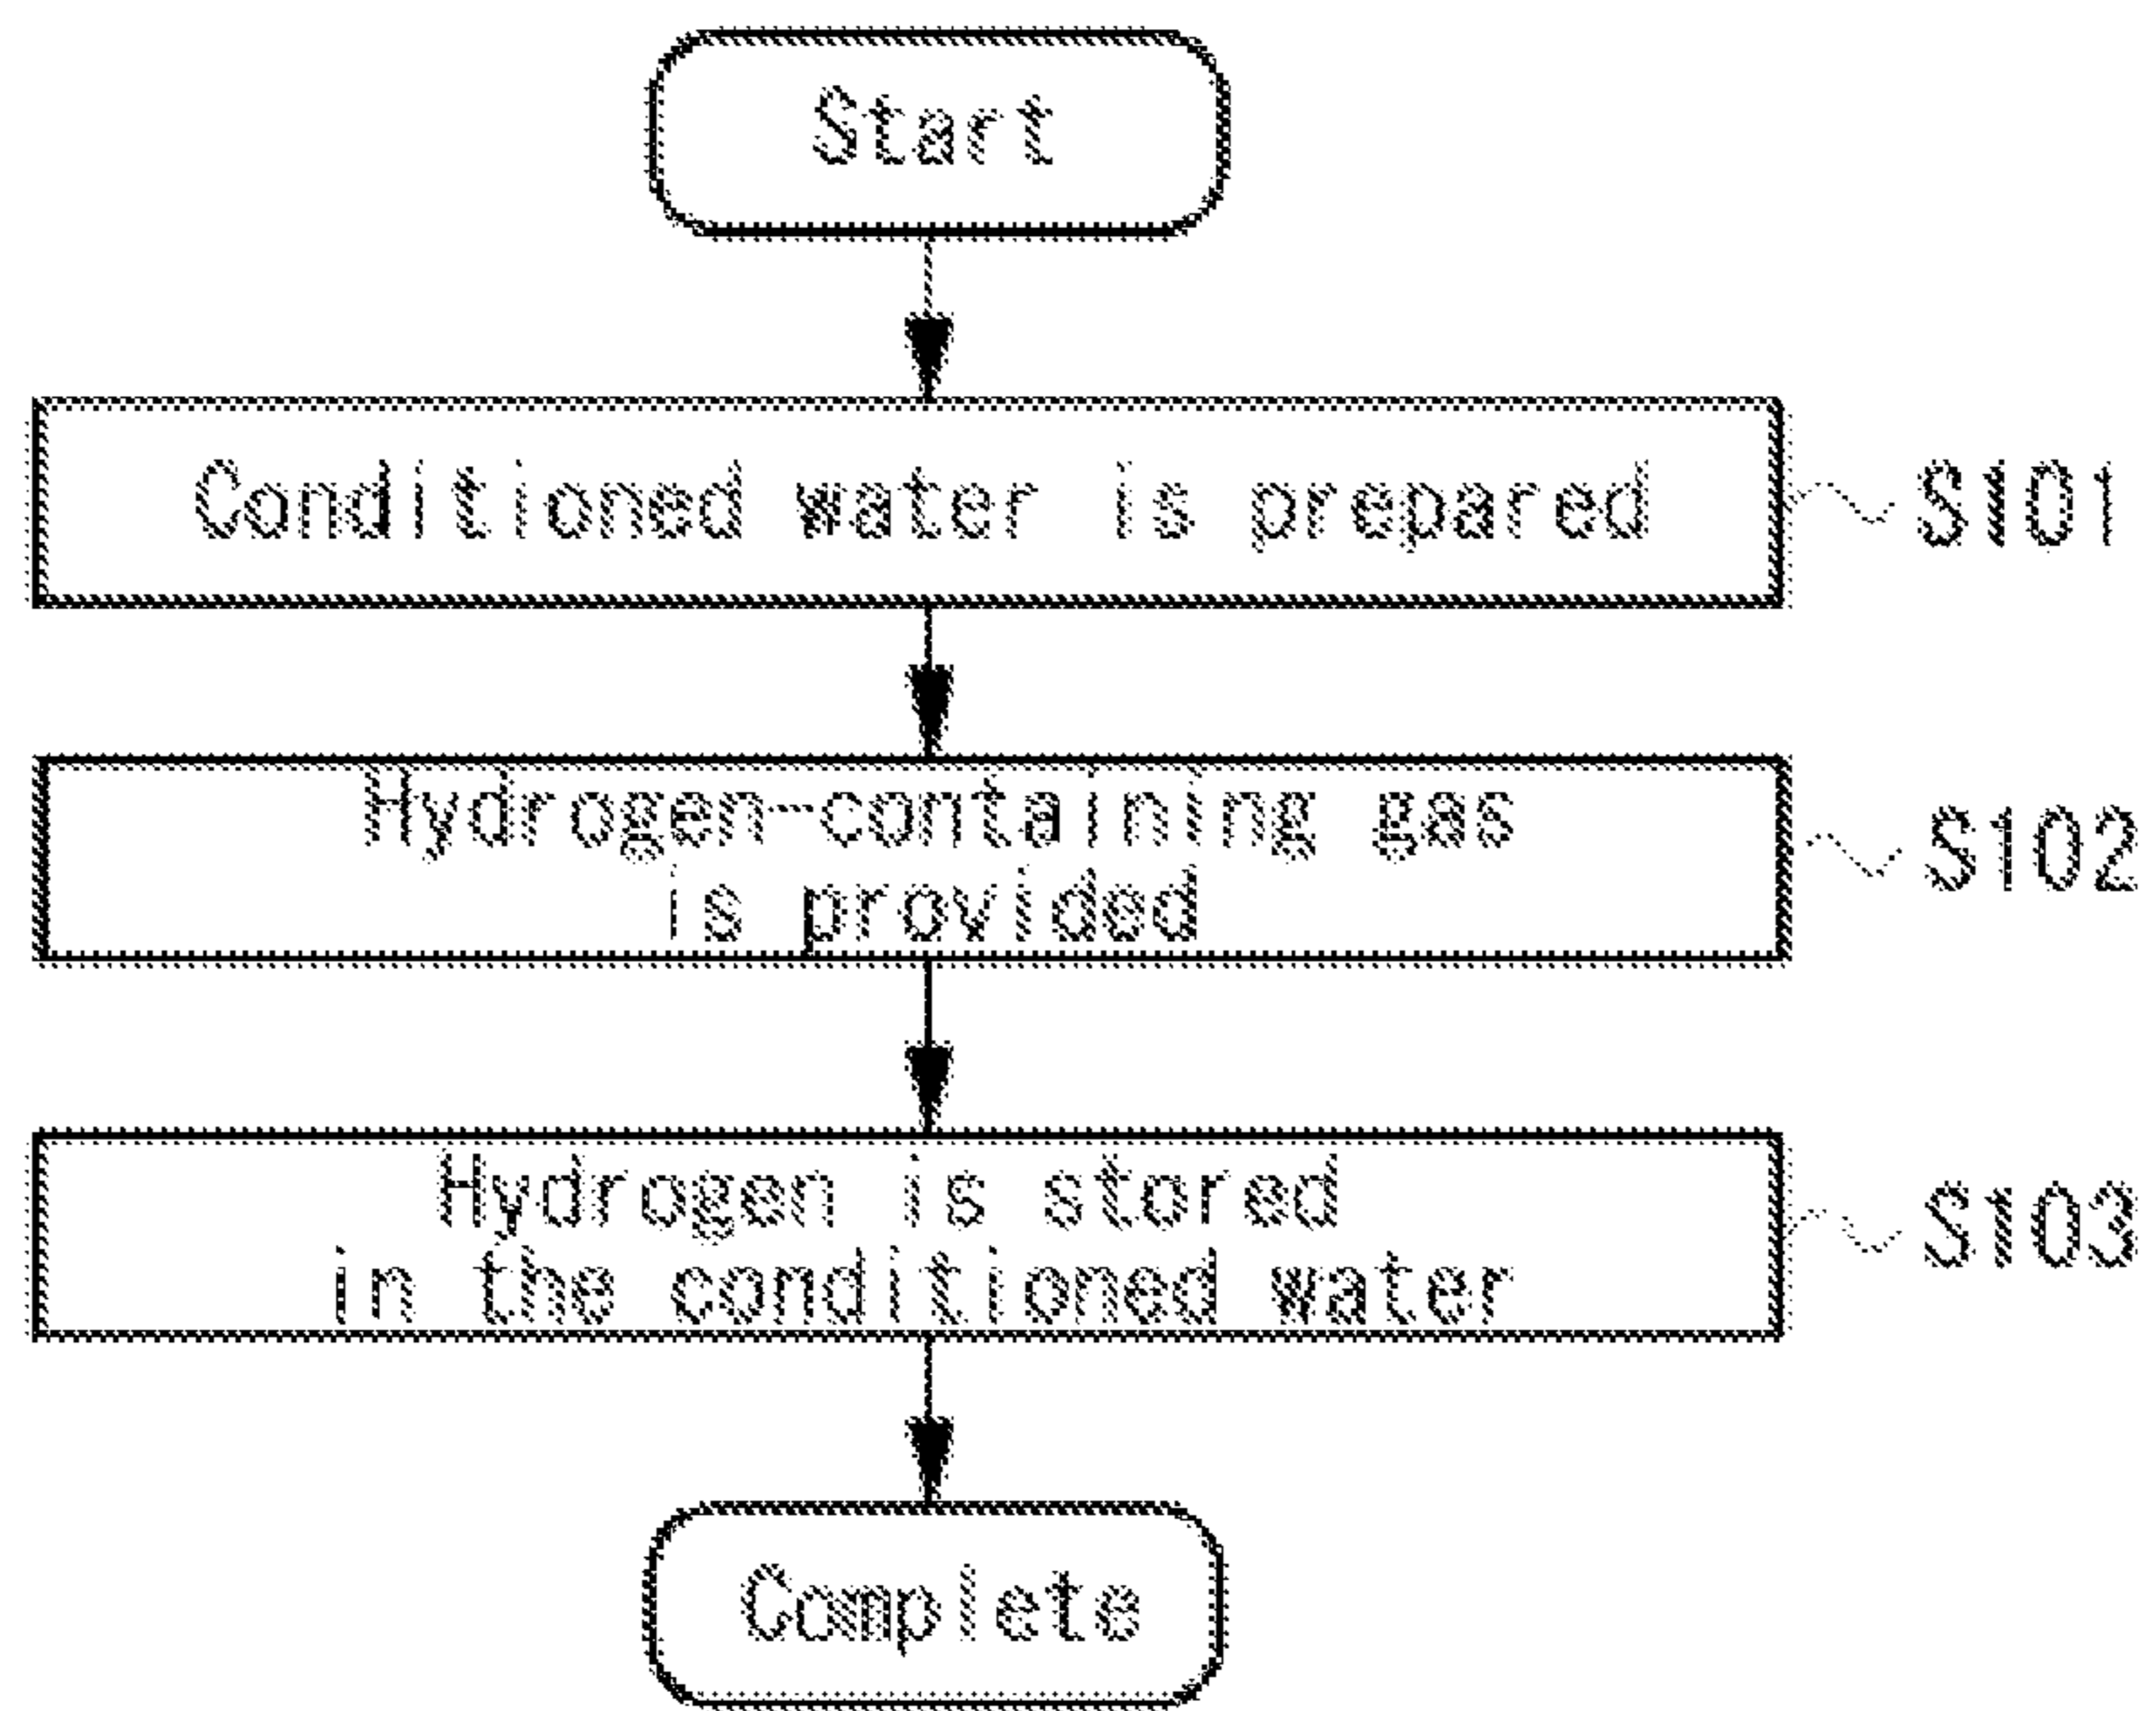 Start
Conditioned water is prepared
S101
Hydrogen-containing gas
is provided
S102
Hydrogen is stored
in the conditioned water
S103
Complete